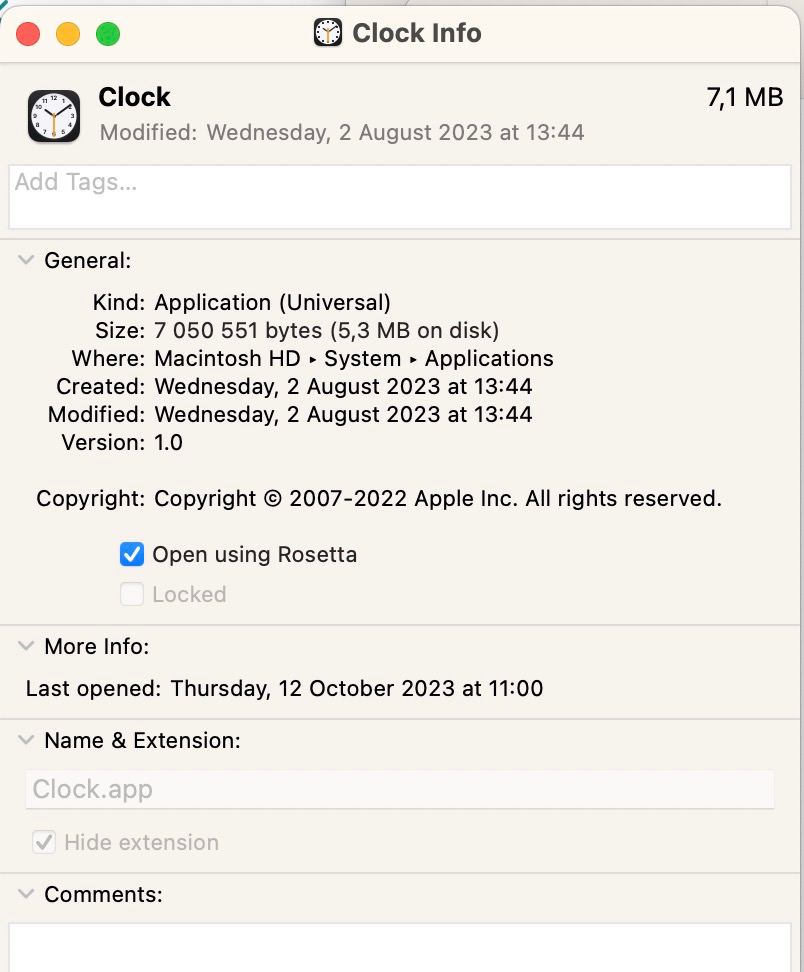 Clock Info
Clock
7,1 MB
Modified: Wednesday, 2 August 2023 at 13:44
Add Tags...
General:
Kind: Application (Universal)
Size: 7 050 551 bytes (5,3 MB on disk)
Where: Macintosh HD ▸ System ▸ Applications
Created: Wednesday, 2 August 2023 at 13:44
Modified: Wednesday, 2 August 2023 at 13:44
Version: 1.0
Copyright: Copyright © 2007-2022 Apple Inc. All rights reserved.
Open using Rosetta
Locked
More Info:
Last opened: Thursday, 12 October 2023 at 11:00
Name & Extension:
Clock.app
Hide extension
Comments: